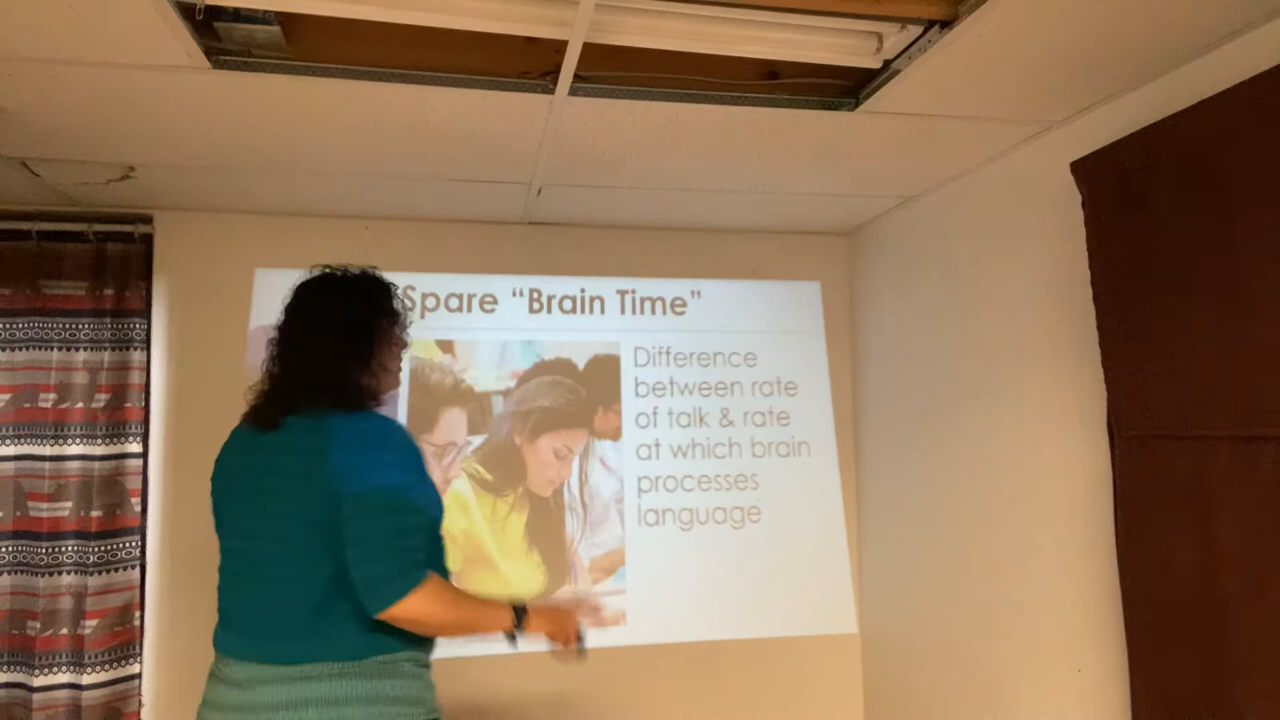 Spare “Brain Time”
Difference
between rate
of talk & rate
at which brain
processes
language